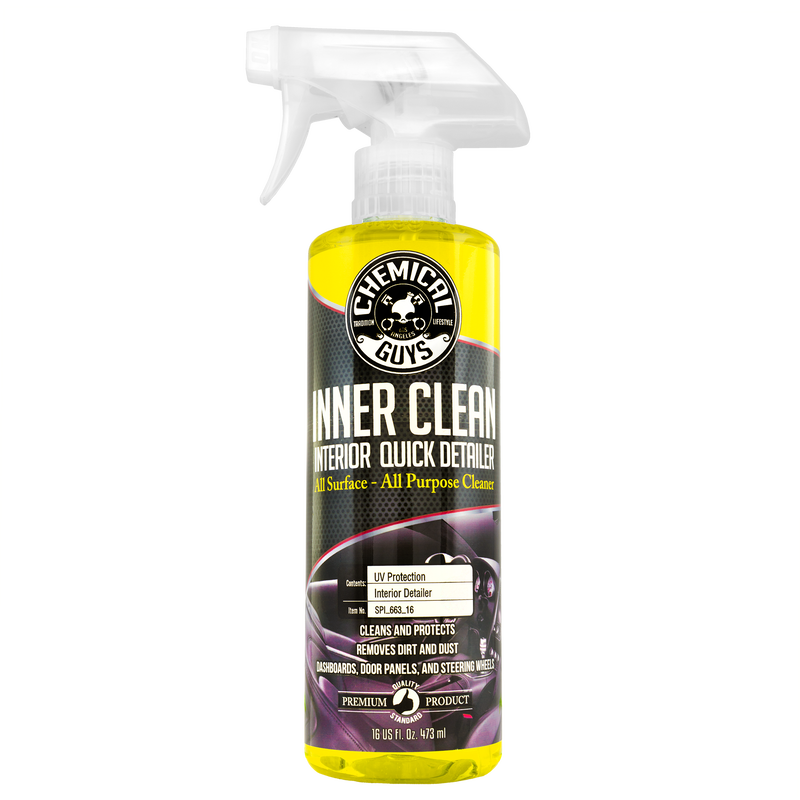 CHEMICAL
TRADITION
LIFESTYLE
LOS
ANGELES
GUYS
INNER CLEAN
INTERIOR QUICK DETAILER
All Surface - All Purpose Cleaner
Contents: UV Protection
Interior Detailer
Item No. SPI_663_16
CLEANS AND PROTECTS
REMOVES DIRT AND DUST
DASHBOARDS, DOOR PANELS, AND STEERING WHEELS
QUALITY
PREMIUM PRODUCT
STANDARD
16 US fl. Oz. 473 ml